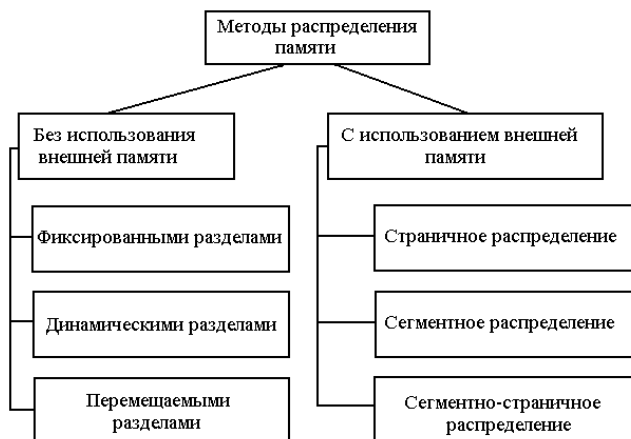 Методы распределения
памяти
Без использования
внешней памяти
С использованием внешней
памяти
Фиксированными разделами
Динамическими разделами
Перемещаемыми
разделами
Страничное распределение
Сегментное распределение
Сегментно-страничное
распределение